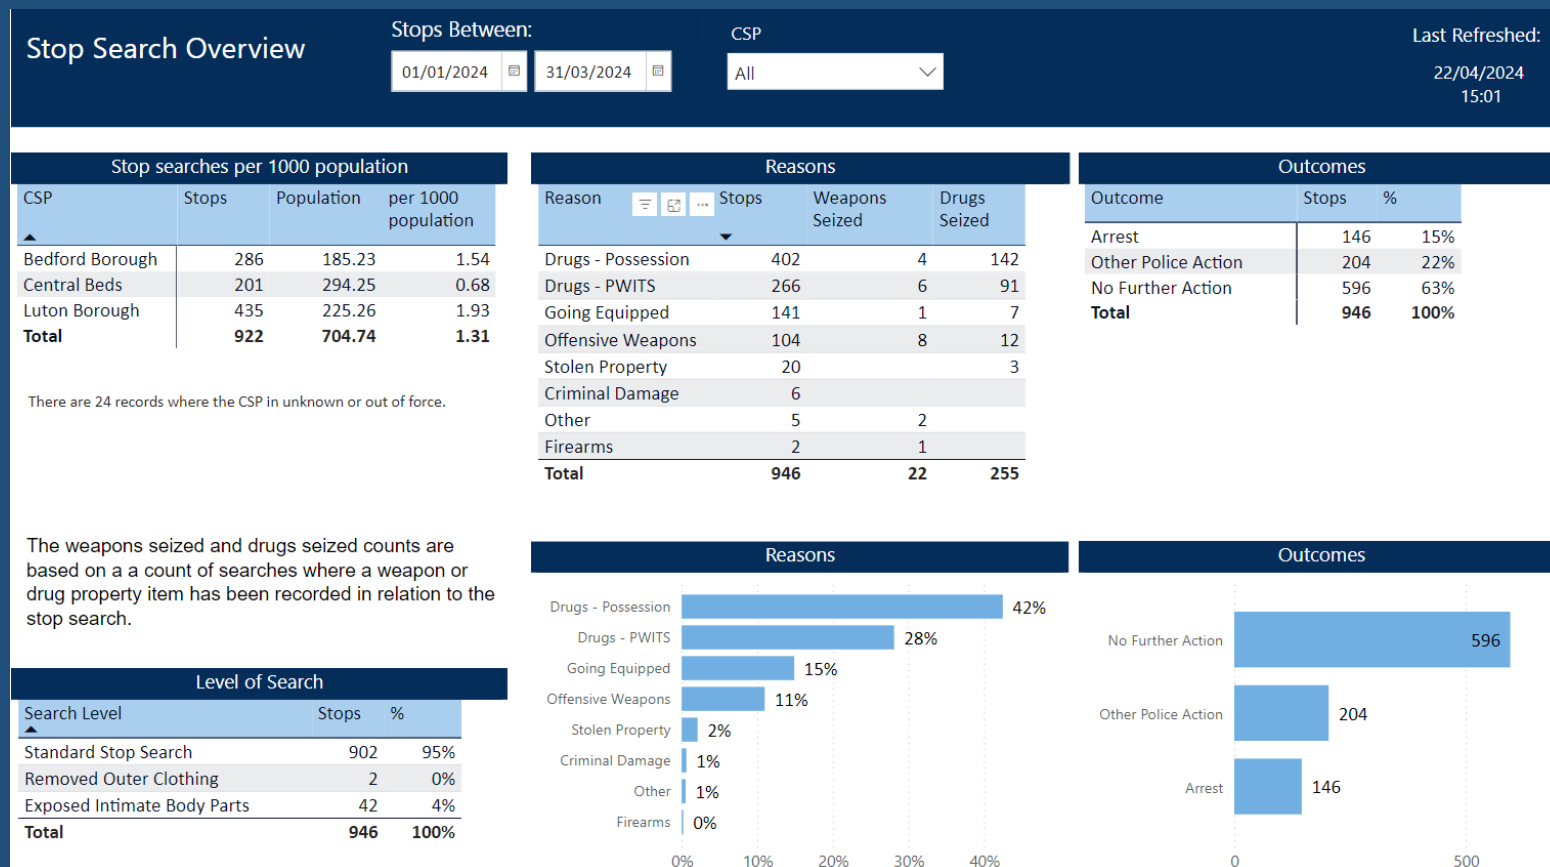 Stop Search Overview
Stops Between:
01/01/2024 31/03/2024
CSP
All
Last Refreshed:
22/04/2024
15:01
Stop searches per 1000 population
CSP Stops Population per 1000
population
Bedford Borough 286 185.23 1.54
Central Beds 201 294.25 0.68
Luton Borough 435 225.26 1.93
Total 922 704.74 1.31
There are 24 records where the CSP in unknown or out of force.
The weapons seized and drugs seized counts are
based on a a count of searches where a weapon or
drug property item has been recorded in relation to the
stop search.
Level of Search
Search Level Stops %
Standard Stop Search 902 95%
Removed Outer Clothing 2 0%
Exposed Intimate Body Parts 42 4%
Total 946 100%
Reasons
Reason Stops Weapons Drugs
Seized Seized
Drugs - Possession 402 4 142
Drugs - PWITS 266 6 91
Going Equipped 141 1 7
Offensive Weapons 104 8 12
Stolen Property 20 3
Criminal Damage 6
Other 5 2
Firearms 2 1
Total 946 22 255
Reasons
Drugs - Possession 42%
Drugs - PWITS 28%
Going Equipped 15%
Offensive Weapons 11%
Stolen Property 2%
Criminal Damage 1%
Other 1%
Firearms 0%
0% 10% 20% 30% 40%
Outcomes
Outcome Stops %
Arrest 146 15%
Other Police Action 204 22%
No Further Action 596 63%
Total 946 100%
Outcomes
No Further Action 596
Other Police Action 204
Arrest 146
0 500